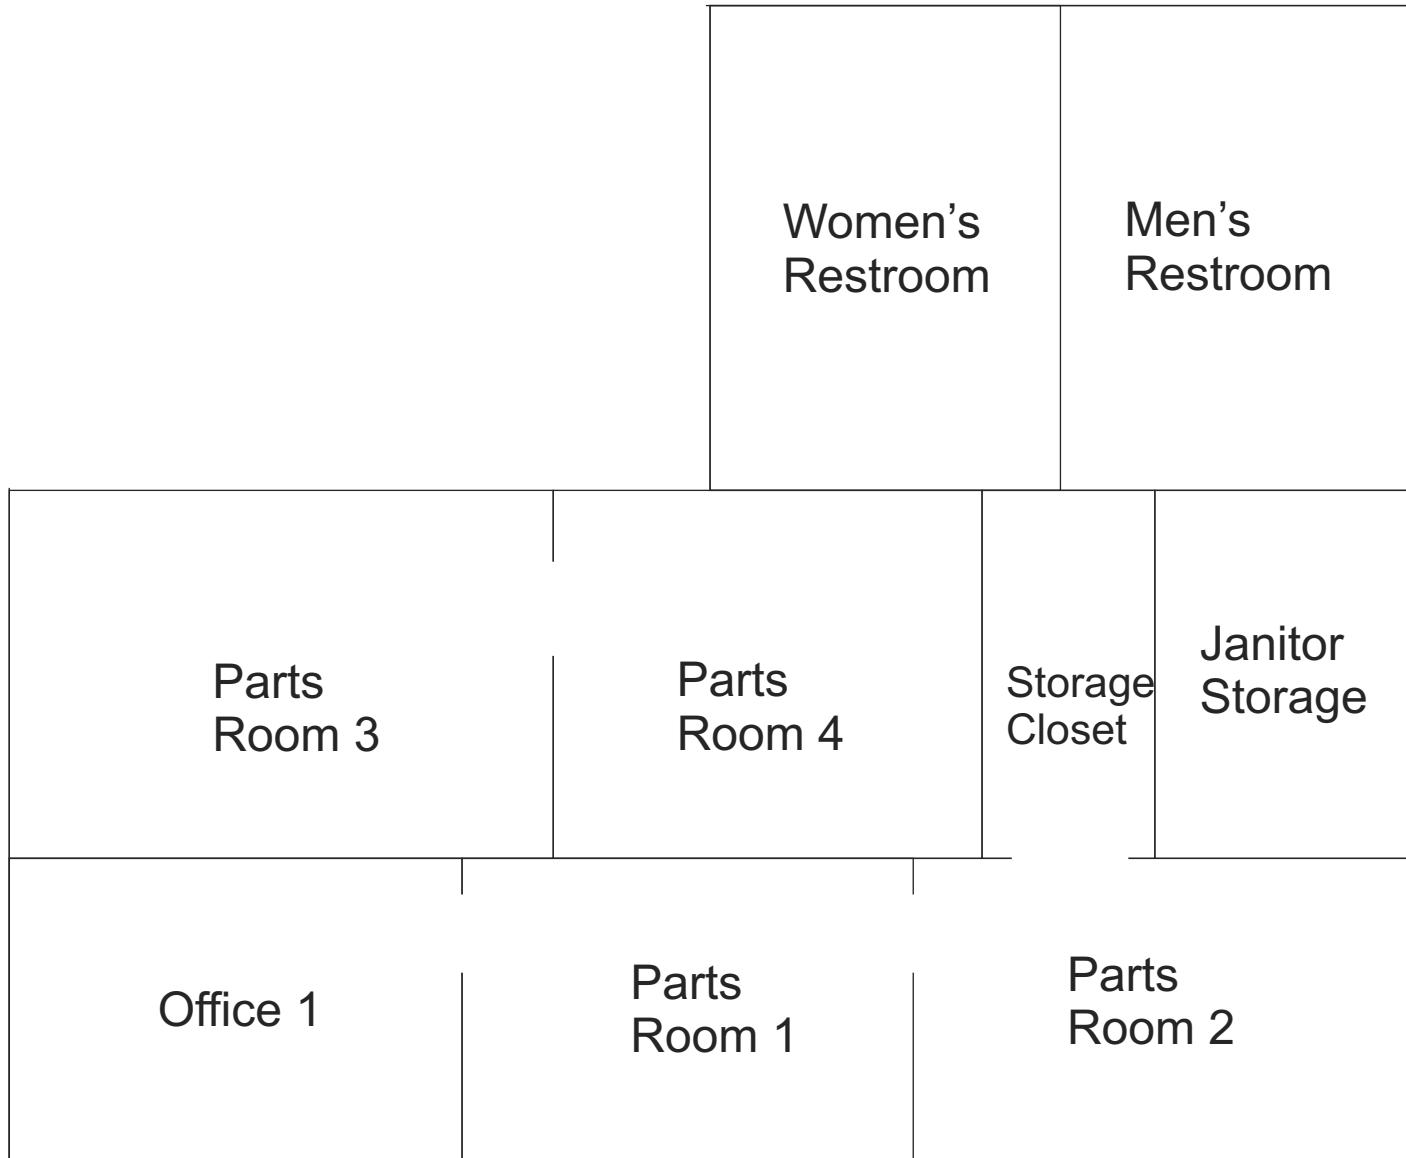 Women’s
Restroom
Men’s
Restroom
Parts
Room 3
Parts
Room 4
Storage
Closet
Janitor
Storage
Office 1
Parts
Room 1
Parts
Room 2